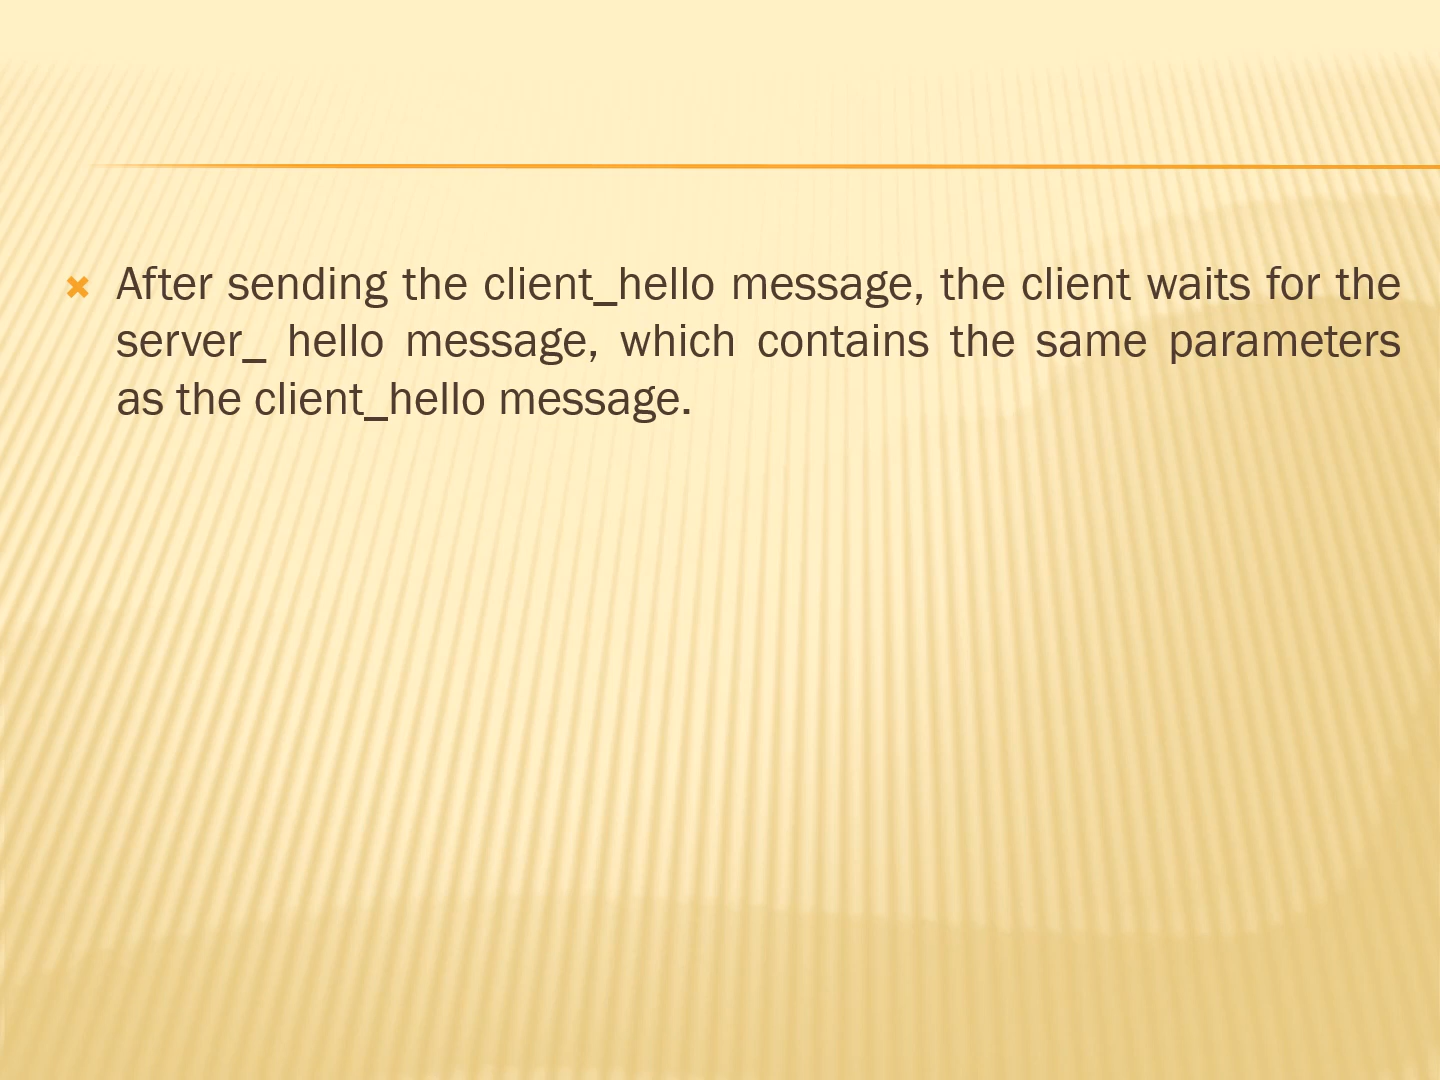 After sending the client_hello message, the client waits for the
server_ hello message, which contains the same parameters
as the client_hello message.